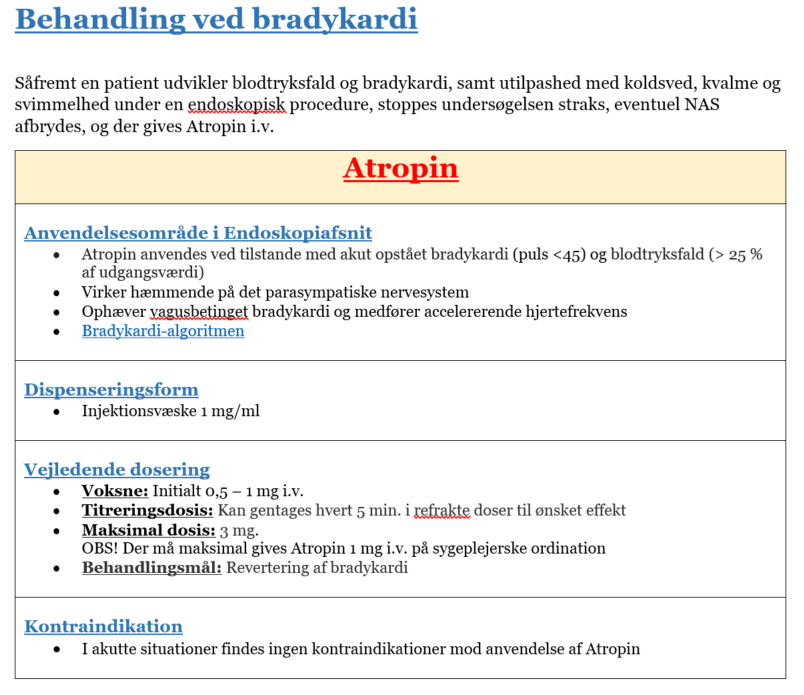 Behandling ved bradykardi
Såfremt en patient udvikler blodtryksfald og bradykardi, samt utilpashed med koldsved, kvalme og
svimmelhed under en endoskopisk procedure, stoppes undersøgelsen straks, eventuel NAS
afbrydes, og der gives Atropin i.v.
Atropin
Anvendelsesområde i Endoskopiafsnit
• Atropin anvendes ved tilstande med akut opstået bradykardi (puls <45) og blodtryksfald (> 25 %
af udgangsværdi)
• Virker hæmmende på det parasympatiske nervesystem
• Ophæver vagusbetinget bradykardi og medfører accelererende hjertefrekvens
• Bradykardi-algoritmen
Dispenseringsform
• Injektionsvæske 1 mg/ml
Vejledende dosering
• Voksne: Initialt 0,5 – 1 mg i.v.
• Titreringsdosis: Kan gentages hvert 5 min. i refrakte doser til ønsket effekt
• Maksimal dosis: 3 mg.
OBS! Der må maksimal gives Atropin 1 mg i.v. på sygeplejerske ordination
• Behandlingsmål: Revertering af bradykardi
Kontraindikation
• I akutte situationer findes ingen kontraindikationer mod anvendelse af Atropin